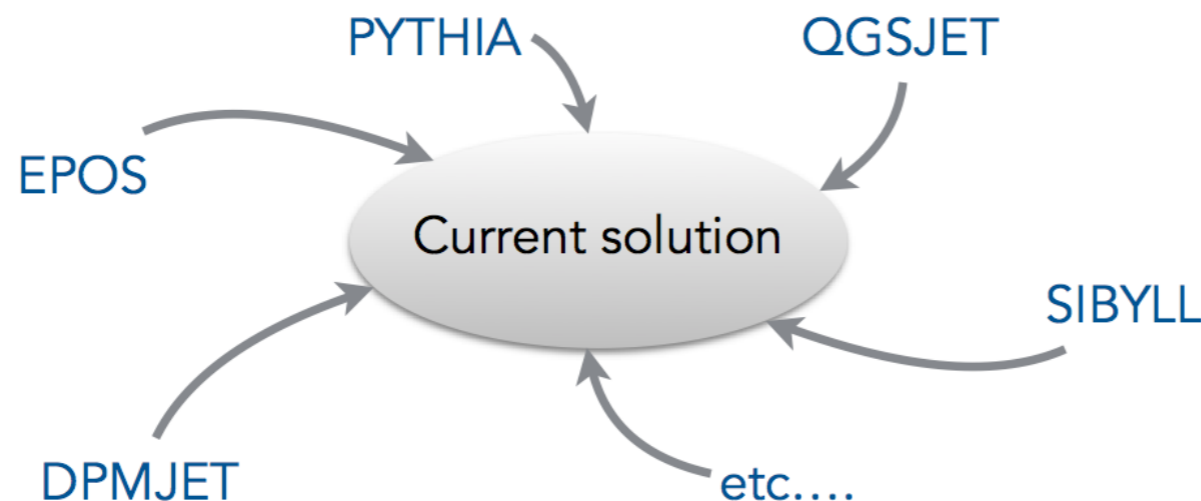 PYTHIA
QGSJET
EPOS
Current solution
SIBYLL
DPMJET
etc....